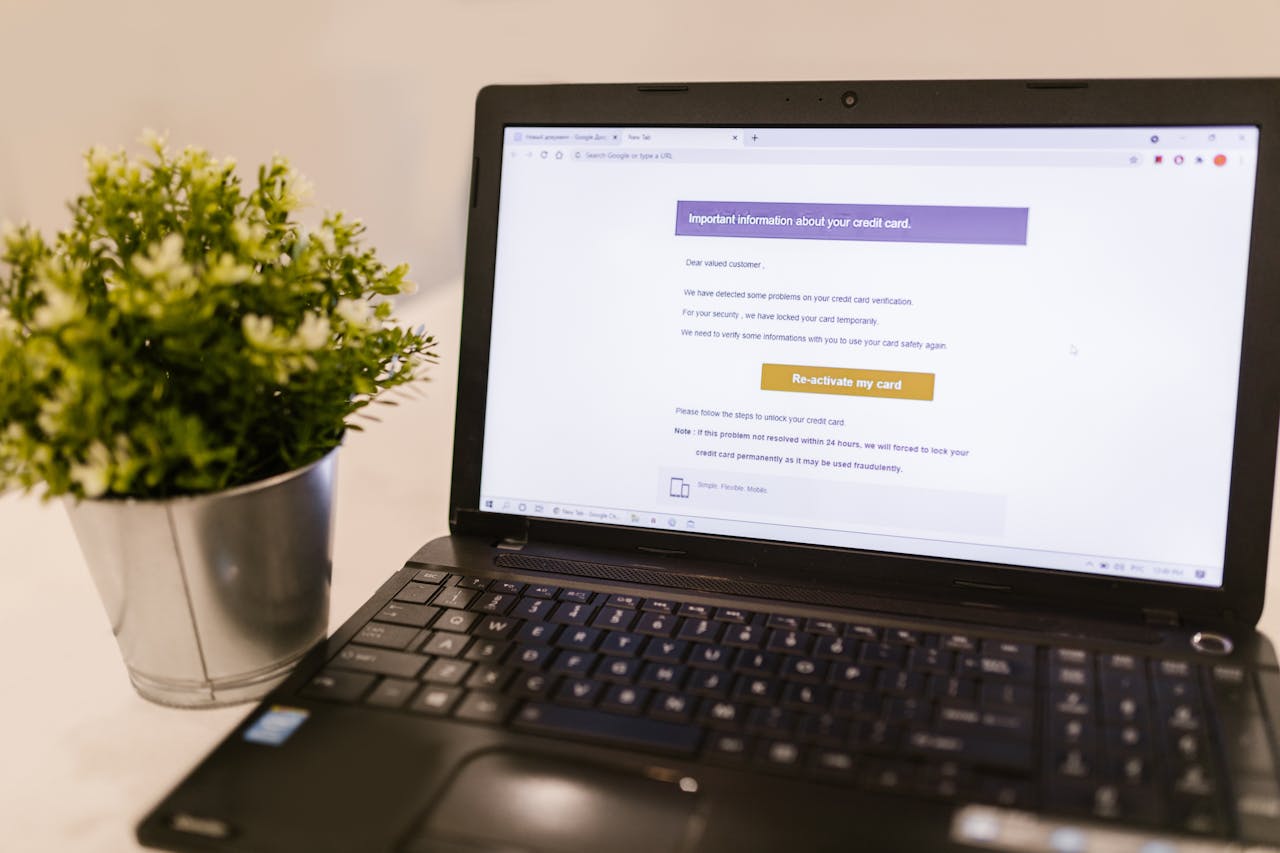 Новый документ - Google Док
New Tab
Search Google or type a URL
Important information about your credit card.
Dear valued customer ,
We have detected some problems on your credit card verification.
For your security , we have locked your card temporarily.
We need to verify some informations with you to use your card safety again.
Re-activate my card
Please follow the steps to unlock your credit card.
Note : If this problem not resolved within 24 hours, we will forced to lock your
credit card permanently as it may be used fraudulently.
Simple. Flexible. Mobile.
New Tab - Google Ch...
РУС
Q W E R T Y U I O P
A S D F